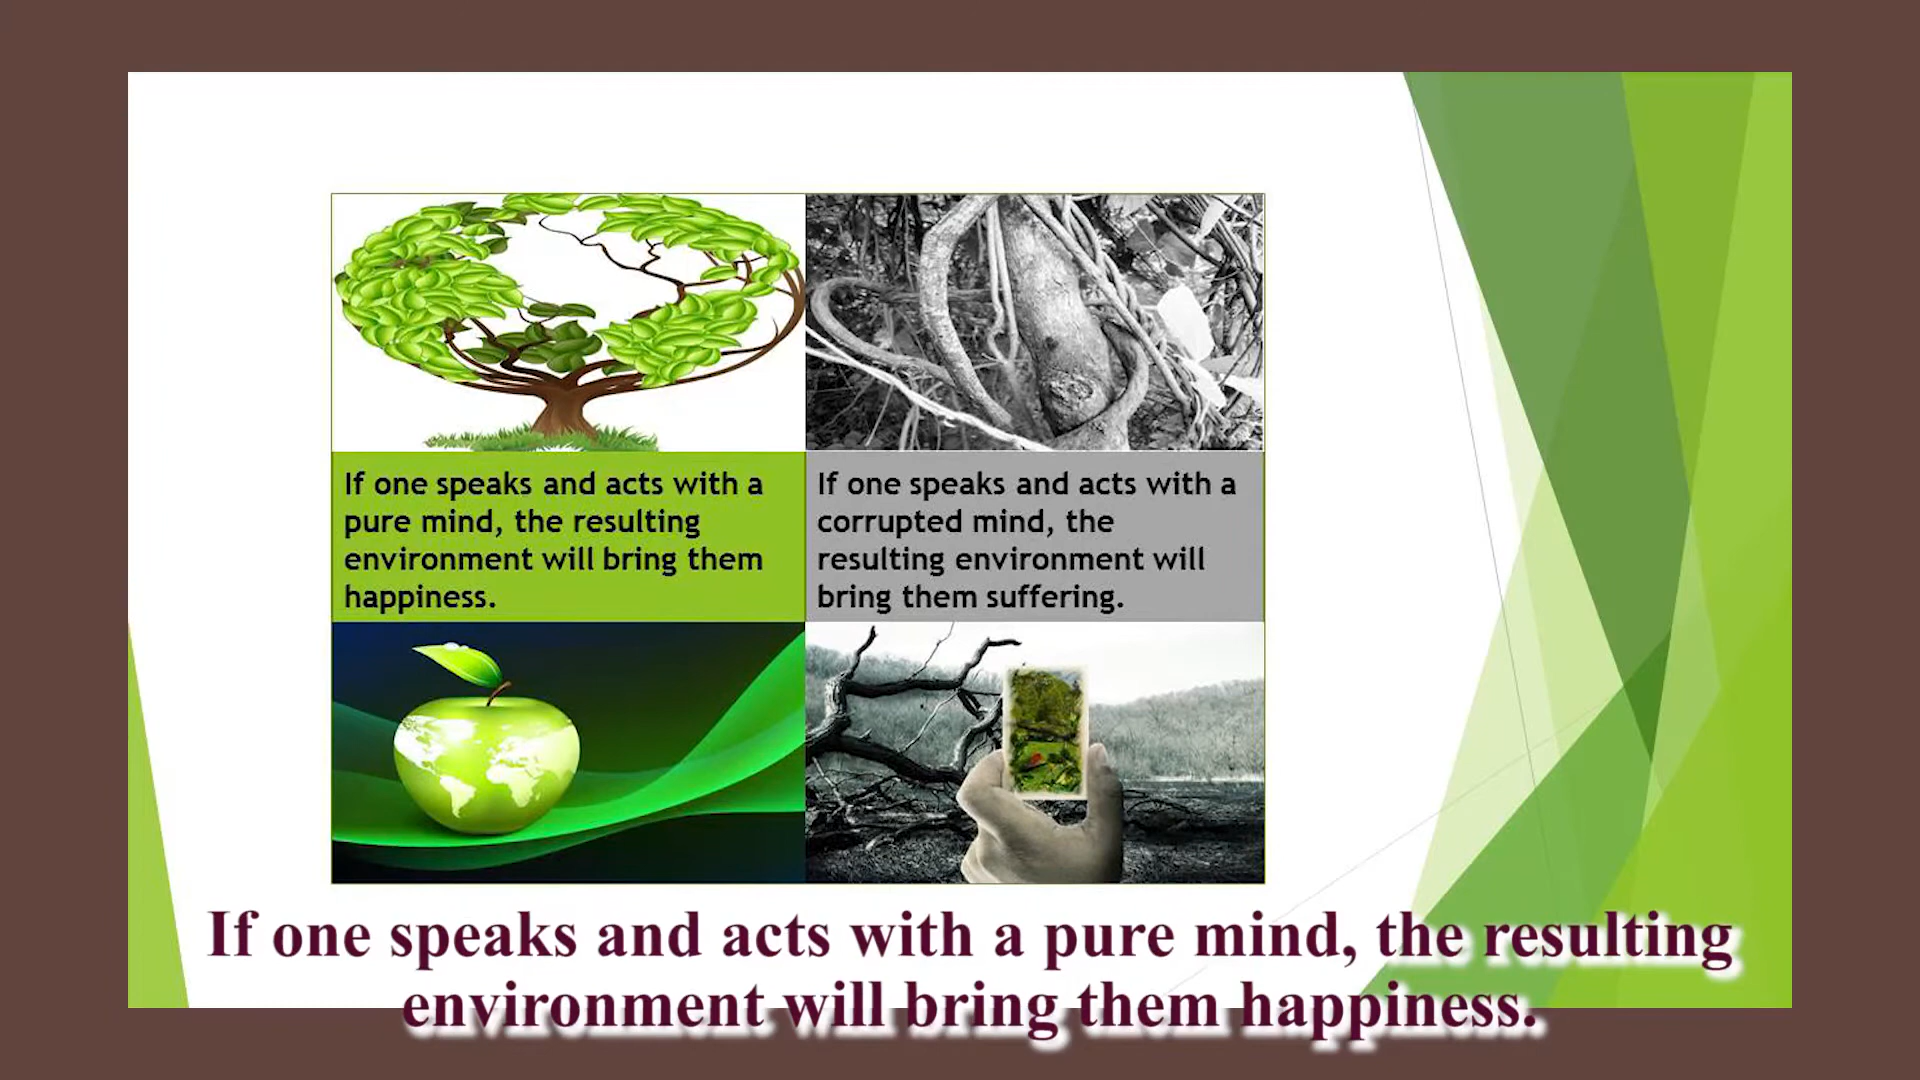 If one speaks and acts with a
pure mind, the resulting
environment will bring them
happiness.
If one speaks and acts with a
corrupted mind, the
resulting environment will
bring them suffering.
If one speaks and acts with a pure mind, the resulting
environment will bring them happiness.